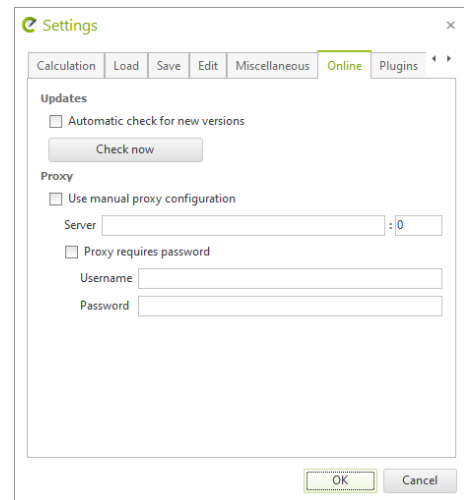 Settings
Calculation Load Save Edit Miscellaneous Online Plugins
Updates
Automatic check for new versions
Check now
Proxy
Use manual proxy configuration
Server : 0
Proxy requires password
Username
Password
OK Cancel